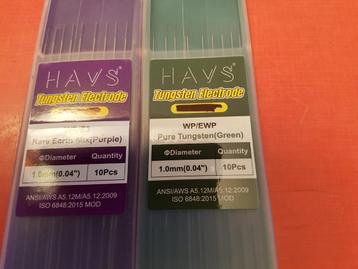 HAVS®
Tungsten Electrode
Rare Earth Mix(Purple)
ΦDiameter Quantity
1.0mm(0.04") 10Pcs
ANSI/AWS A5.12M/A5.12:2009
ISO 6848:2015 MOD
HAVS®
Tungsten Electrode
WP/EWP
Pure Tungsten(Green)
ΦDiameter Quantity
1.0mm(0.04") 10Pcs
ANSI/AWS A5.12M/A5.12:2009
ISO 6848:2015 MOD